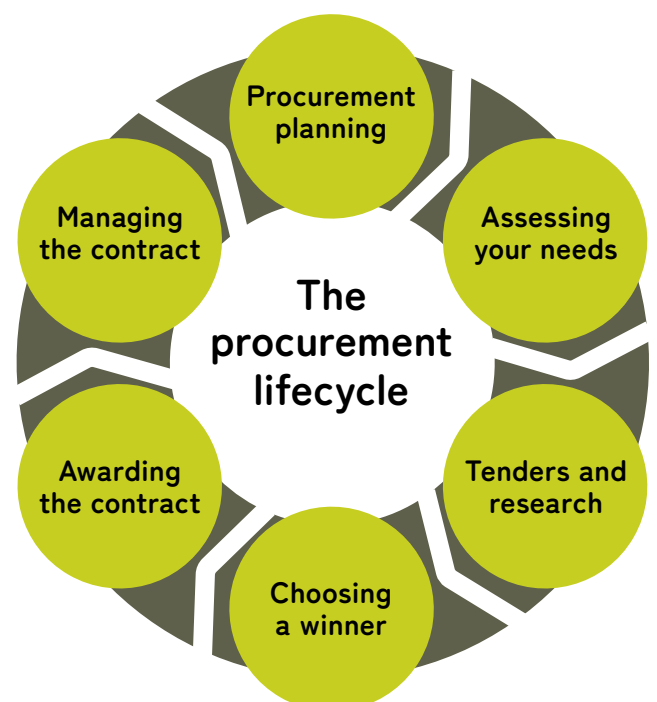 The
procurement
lifecycle
Procurement
planning
Assessing
your needs
Tenders and
research
Choosing
a winner
Awarding
the contract
Managing
the contract